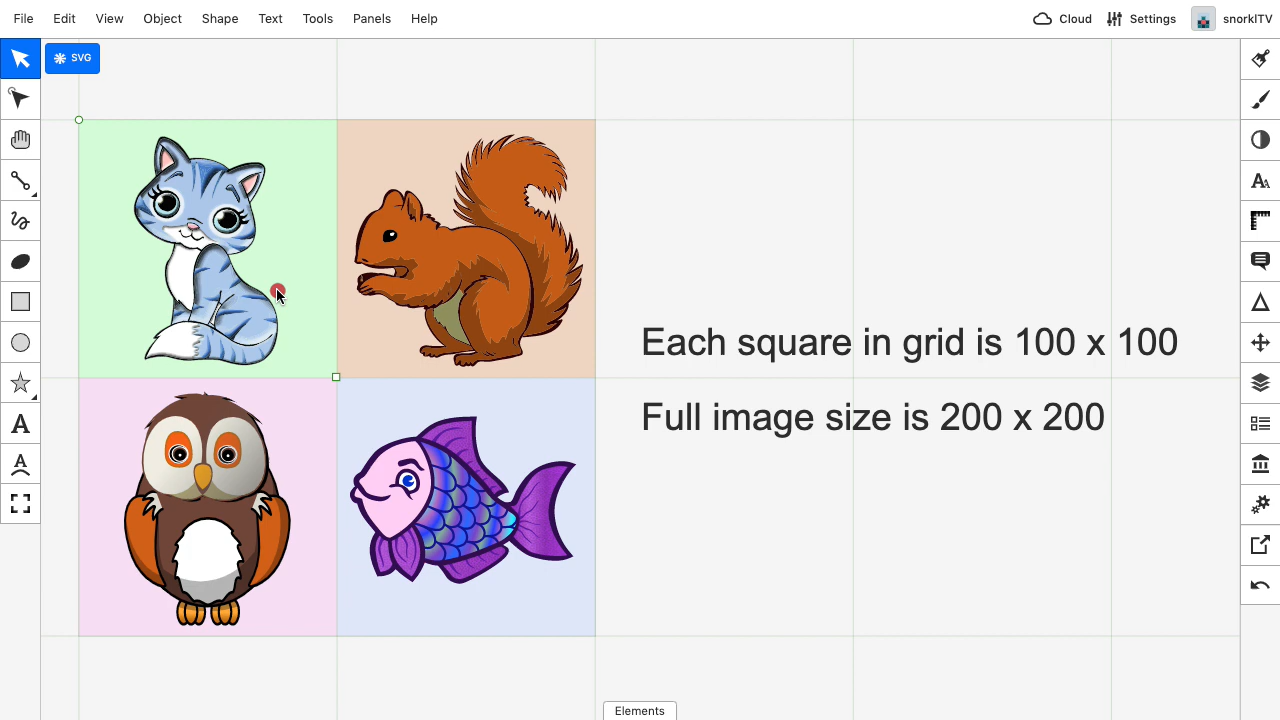 File Edit View Object Shape Text Tools Panels Help Cloud Settings snorklTV
SVG
Each square in grid is 100 x 100
Full image size is 200 x 200
Elements